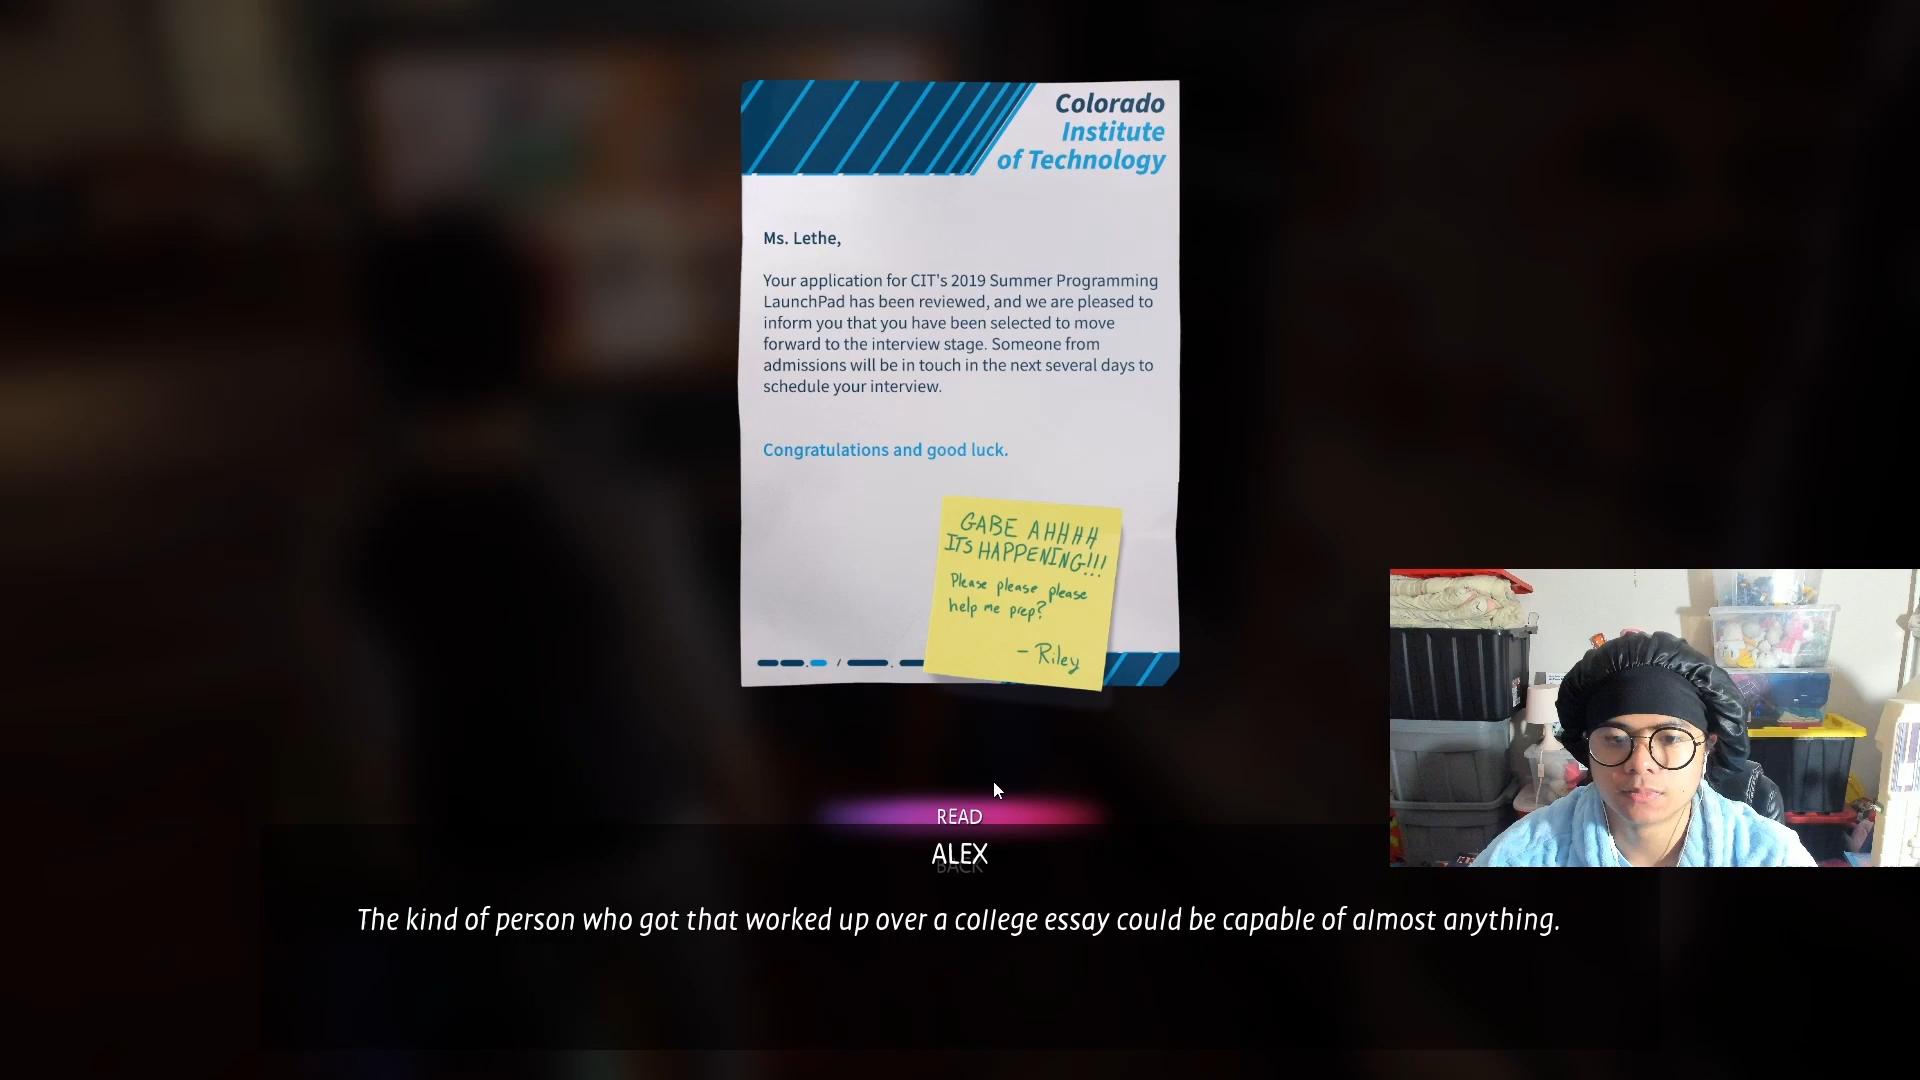 Colorado
Institute
of Technology
Ms. Lethe,
Your application for CIT's 2019 Summer Programming
LaunchPad has been reviewed, and we are pleased to
inform you that you have been selected to move
forward to the interview stage. Someone from
admissions will be in touch in the next several days to
schedule your interview.
Congratulations and good luck.
GABE AHHHH
ITS HAPPENING!!!
Please please please
help me prep?
- Riley
READ
ALEX
BACK
The kind of person who got that worked up over a college essay could be capable of almost anything.